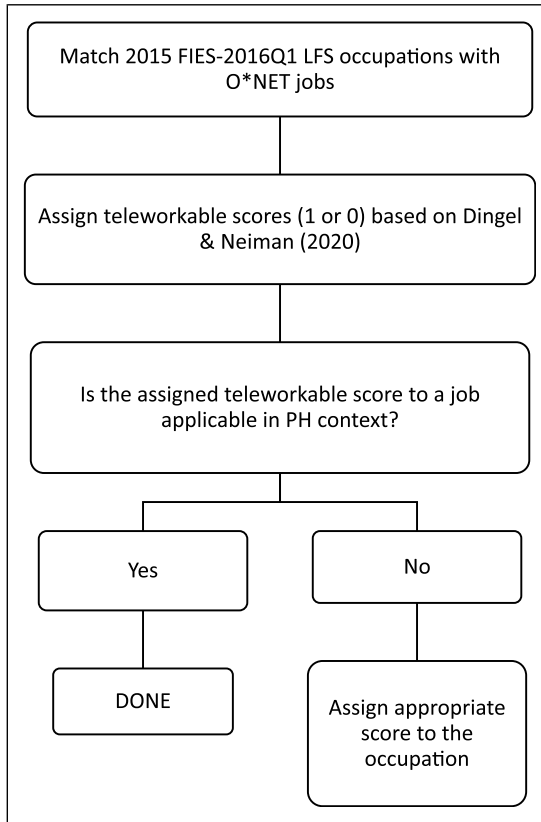 Match 2015 FIES-2016Q1 LFS occupations with
O*NET jobs
Assign teleworkable scores (1 or 0) based on Dingel
& Neiman (2020)
Is the assigned teleworkable score to a job
applicable in PH context?
Yes
No
DONE
Assign appropriate
score to the
occupation